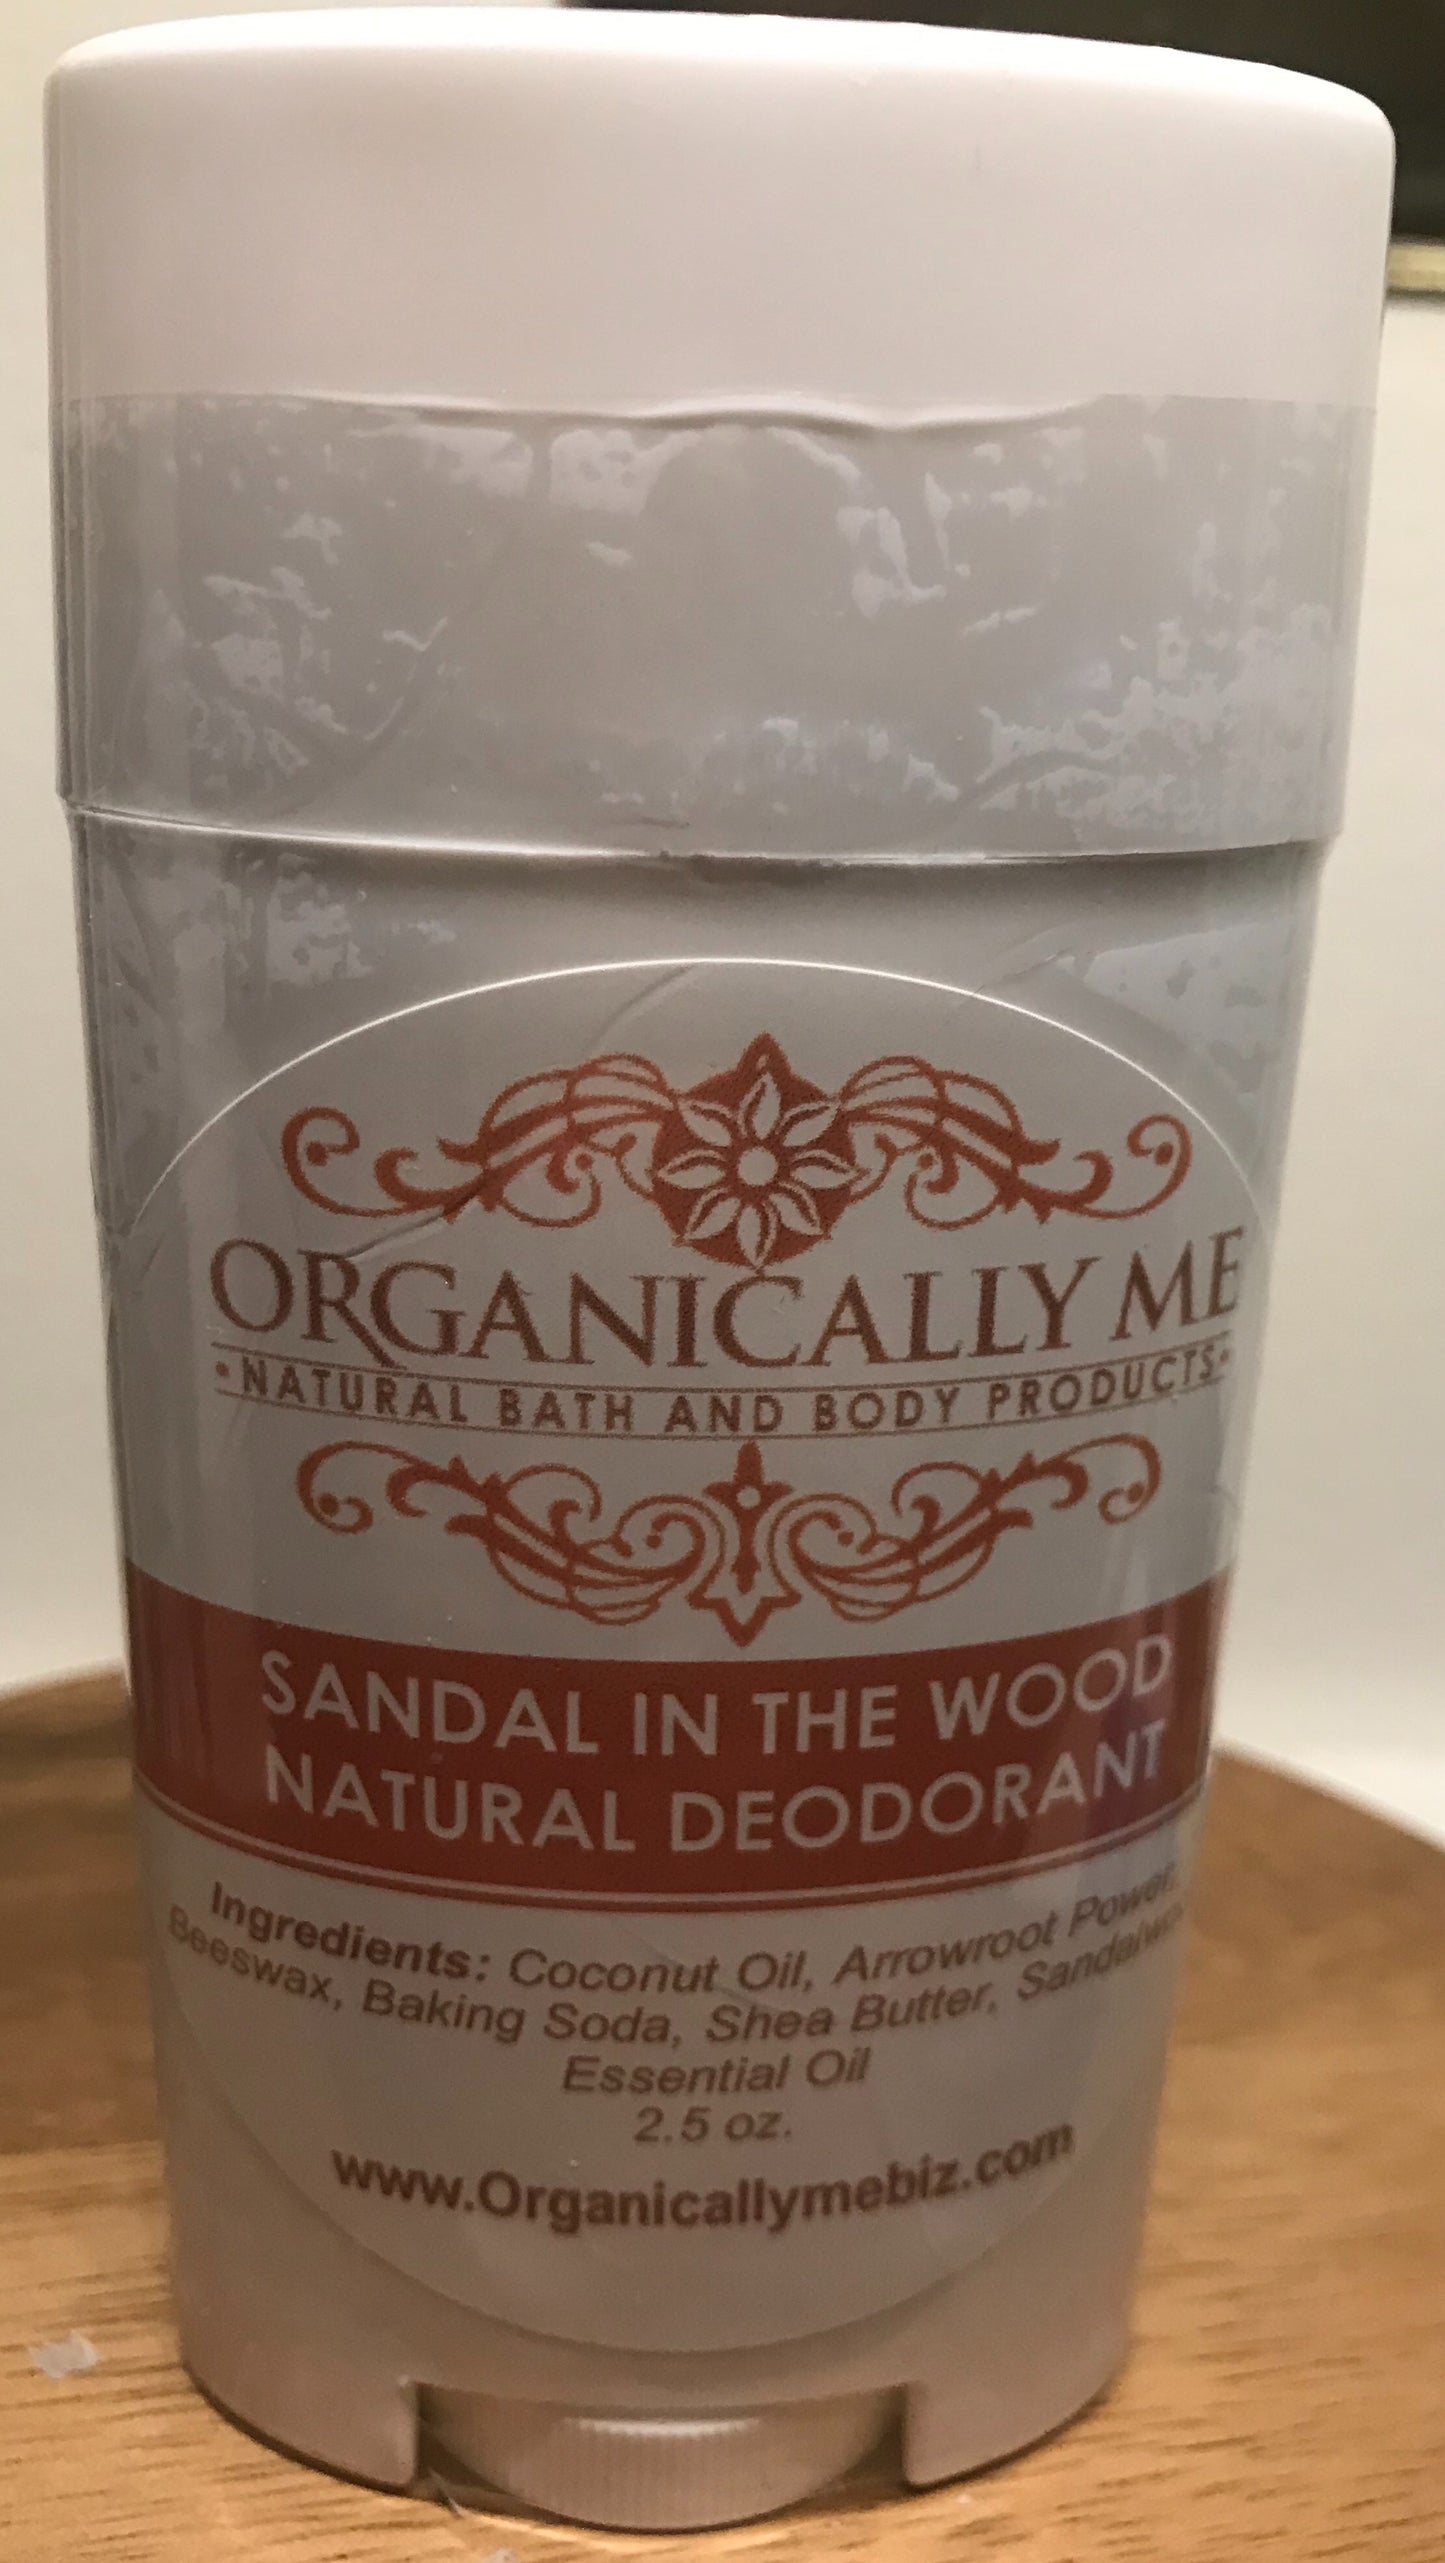 ORGANICALLY ME
• NATURAL BATH AND BODY PRODUCTS •
SANDAL IN THE WOOD
NATURAL DEODORANT
Ingredients: Coconut Oil, Arrowroot Power,
Beeswax, Baking Soda, Shea Butter,
Essential Oil
2.5 oz.
www.Organicallymebiz.com